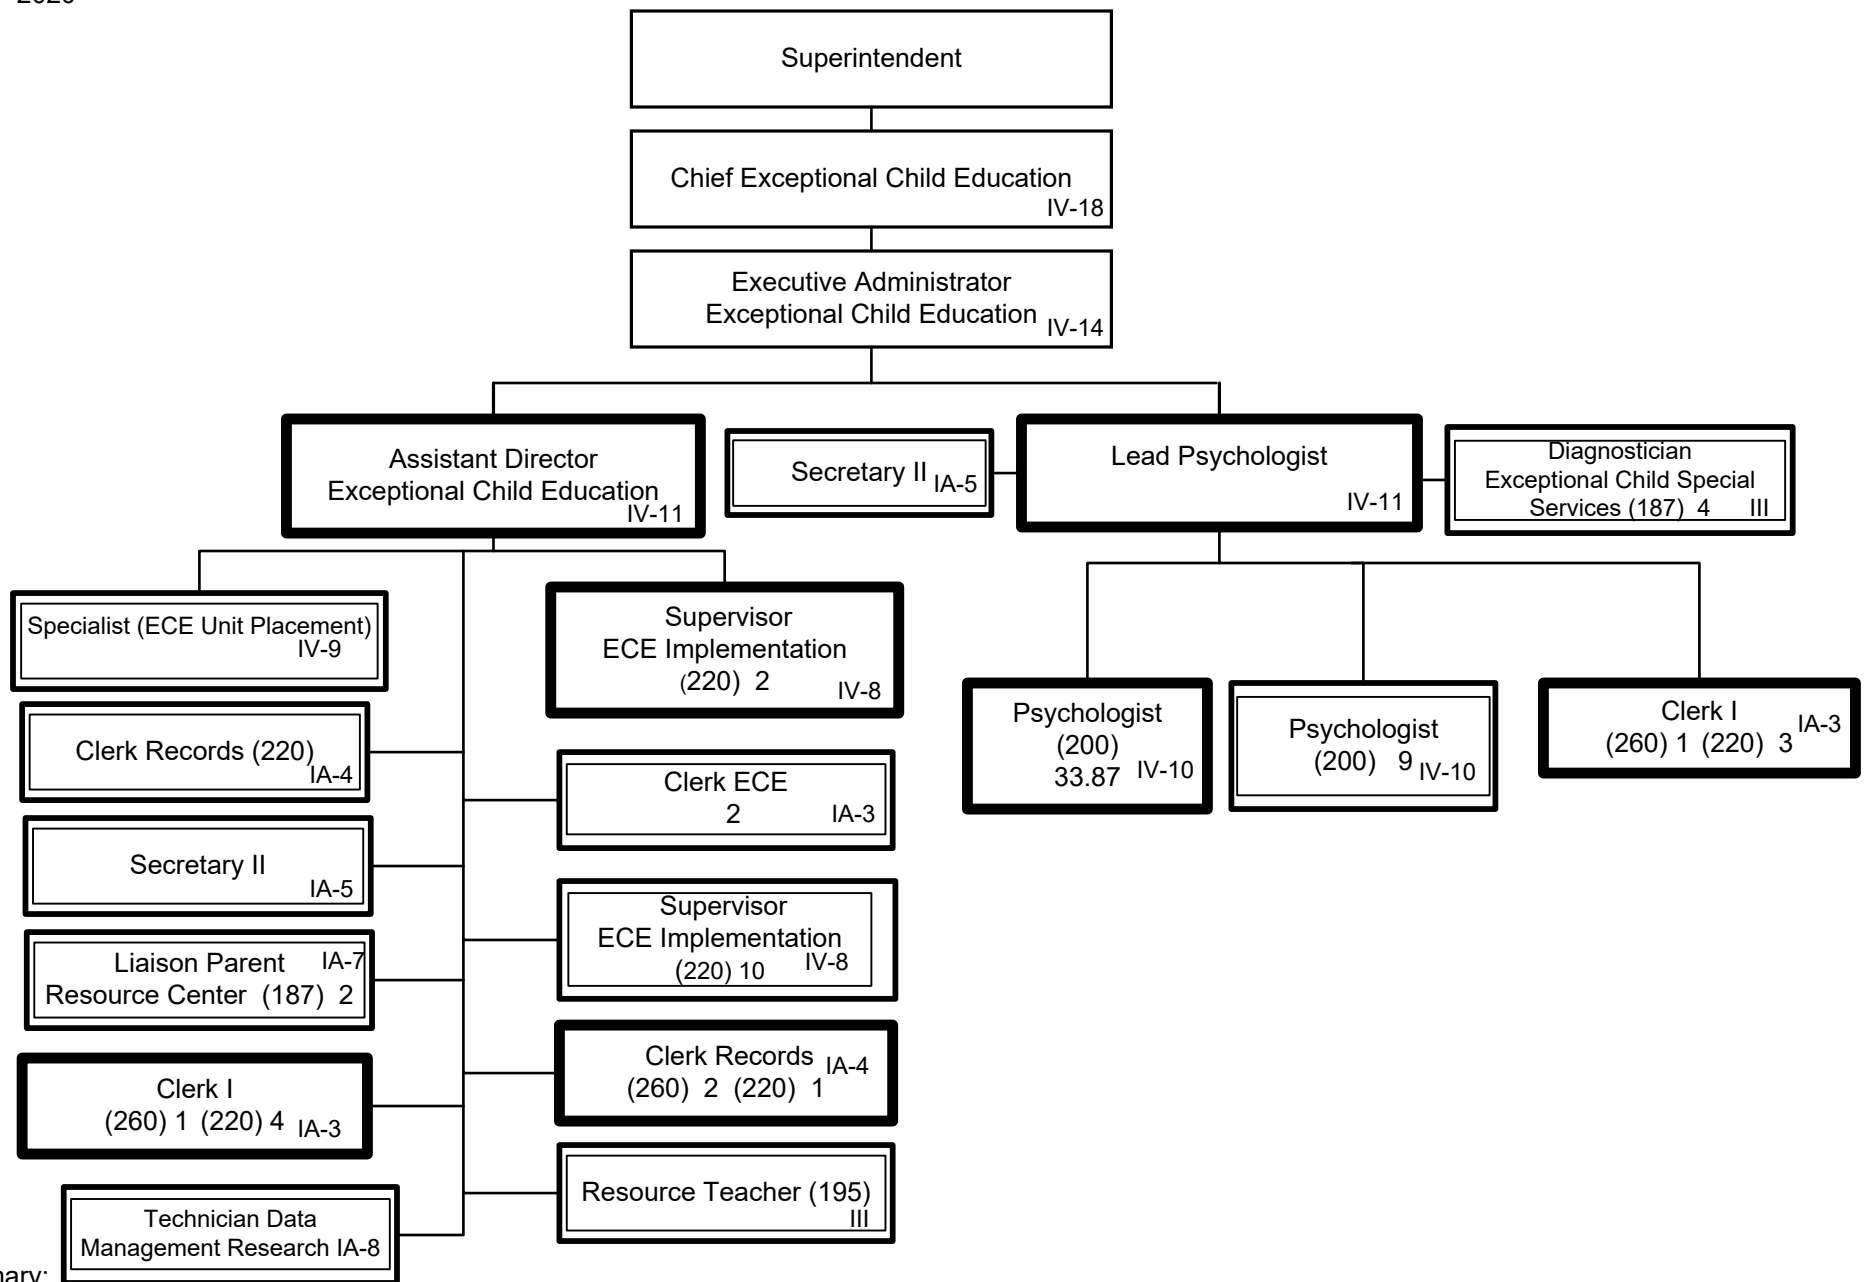 2020
Superintendent
Chief Exceptional Child Education
IV-18
Executive Administrator
Exceptional Child Education
IV-14
Assistant Director
Exceptional Child Education
IV-11
Secretary II
IA-5
Lead Psychologist
IV-11
Diagnostician
Exceptional Child Special
Services (187) 4 III
Specialist (ECE Unit Placement)
IV-9
Supervisor
ECE Implementation
(220) 2
IV-8
Clerk Records (220)
IA-4
Clerk ECE
2 IA-3
Secretary II
IA-5
Supervisor
ECE Implementation
(220) 10 IV-8
Liaison Parent IA-7
Resource Center (187) 2
Clerk Records IA-4
(260) 2 (220) 1
Clerk I
(260) 1 (220) 4 IA-3
Resource Teacher (195)
III
Technician Data
Management Research IA-8
Psychologist
(200)
33.87 IV-10
Psychologist
(200) 9 IV-10
Clerk I
(260) 1 (220) 3 IA-3